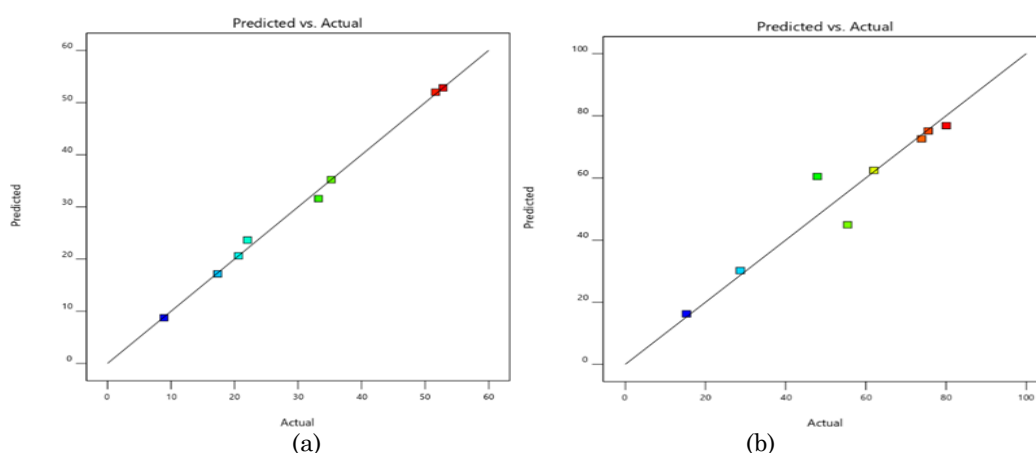 Predicted vs. Actual
60
50
40
30
20
10
0
Predicted
0 10 20 30 40 50 60
Actual
(a)
Predicted vs. Actual
100
80
60
40
20
0
Predicted
0 20 40 60 80 100
Actual
(b)